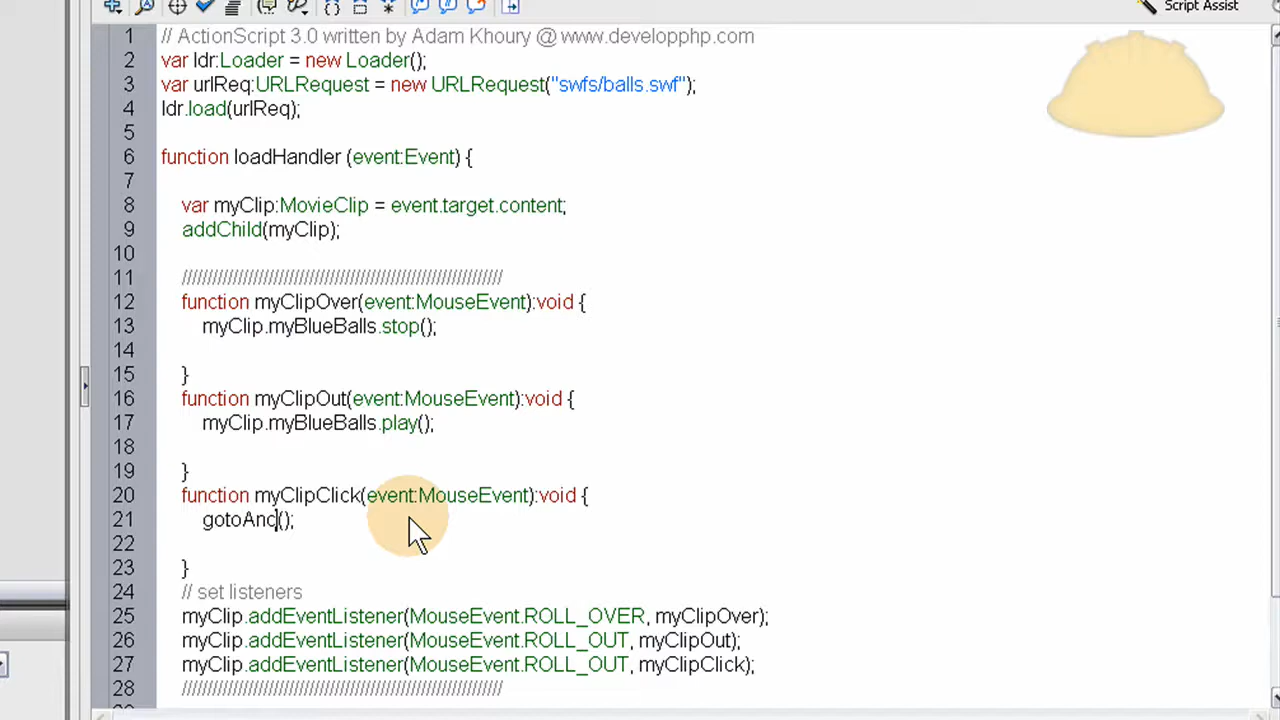 Script Assist
1 // ActionScript 3.0 written by Adam Khoury @ www.developphp.com
2 var ldr:Loader = new Loader();
3 var urlReq:URLRequest = new URLRequest("swfs/balls.swf");
4 ldr.load(urlReq);
5
6 function loadHandler (event:Event) {
7
8 var myClip:MovieClip = event.target.content;
9 addChild(myClip);
10
11 /////////////////////////////////////////////////////////////
12 function myClipOver(event:MouseEvent):void {
13 myClip.myBlueBalls.stop();
14
15 }
16 function myClipOut(event:MouseEvent):void {
17 myClip.myBlueBalls.play();
18
19 }
20 function myClipClick(event:MouseEvent):void {
21 gotoAnc();
22
23 }
24 // set listeners
25 myClip.addEventListener(MouseEvent.ROLL_OVER, myClipOver);
26 myClip.addEventListener(MouseEvent.ROLL_OUT, myClipOut);
27 myClip.addEventListener(MouseEvent.ROLL_OUT, myClipClick);
28 /////////////////////////////////////////////////////////////